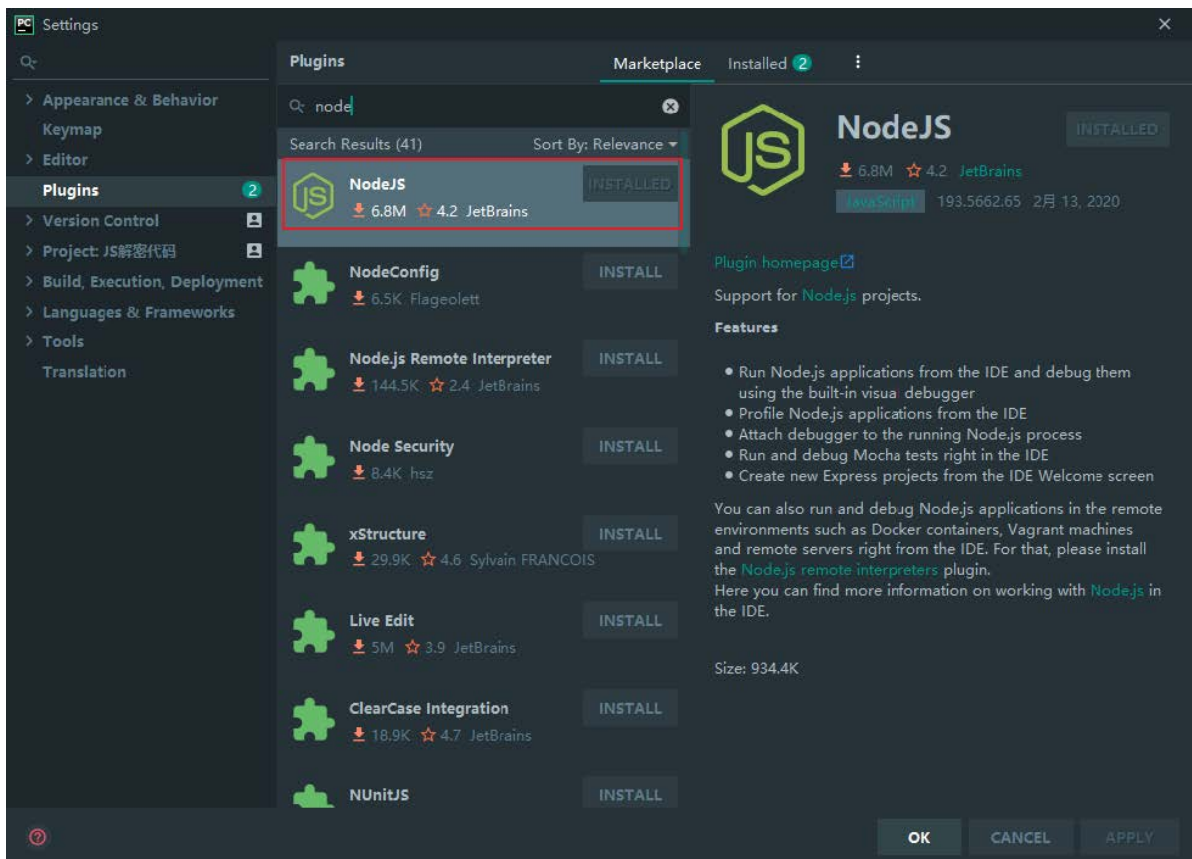 PC Settings
Appearance & Behavior
Keymap
Editor
Plugins 2
Version Control
Project: JS解密代码
Build, Execution, Deployment
Languages & Frameworks
Tools
Translation
Plugins Marketplace Installed 2
node
Search Results (41) Sort By: Relevance
JS NodeJS INSTALLED
6.8M 4.2 JetBrains
NodeConfig INSTALL
6.5K Flageolett
Node.js Remote Interpreter INSTALL
144.5K 2.4 JetBrains
Node Security INSTALL
8.4K hsz
xStructure INSTALL
29.9K 4.6 Sylvain FRANCOIS
Live Edit INSTALL
5M 3.9 JetBrains
ClearCase Integration INSTALL
18.9K 4.7 JetBrains
NUnitJS INSTALL
JS NodeJS INSTALLED
6.8M 4.2 JetBrains
JavaScript 193.5662.65 2月 13, 2020
Plugin homepage
Support for Node.js projects.
Features
Run Node.js applications from the IDE and debug them
using the built-in visual debugger
Profile Node.js applications from the IDE
Attach debugger to the running Node.js process
Run and debug Mocha tests right in the IDE
Create new Express projects from the IDE Welcome screen
You can also run and debug Node.js applications in the remote
environments such as Docker containers, Vagrant machines
and remote servers right from the IDE. For that, please install
the Node.js remote interpreters plugin.
Here you can find more information on working with Node.js in
the IDE.
Size: 934.4K
? OK CANCEL APPLY